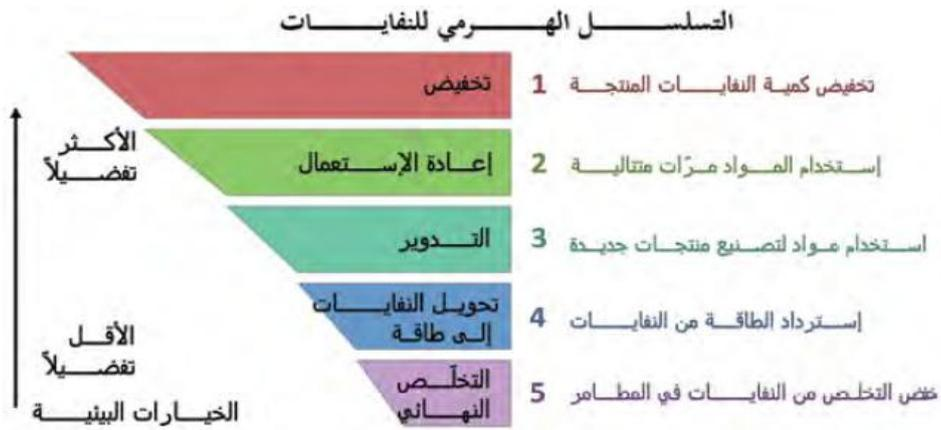 التسلسل الهرمي للنفايات
تخفيض
1 تخفيض كمية النفايات المنتجة
الأكثر
تفضيلاً
إعادة الإستعمال
2 إستخدام المواد مرّات متتالية
التدوير
3 استخدام مواد لتصنيع منتجات جديدة
تحويل النفايات
إلى طاقة
4 إسترداد الطاقة من النفايات
الأقل
تفضيلاً
التخلّص
النهائي
5 خفض التخلص من النفايات في المطامر
الخيارات البيئية